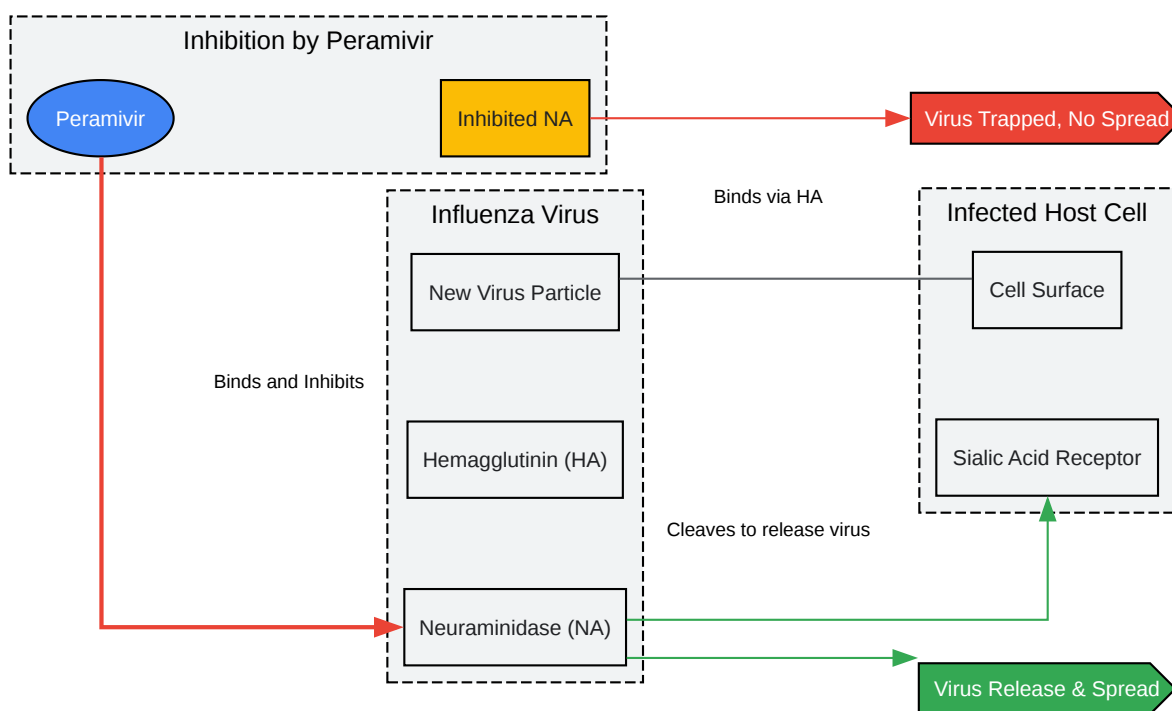 Inhibition by Peramivir
Peramivir
Inhibited NA
Virus Trapped, No Spread
Binds via HA
Influenza Virus
Infected Host Cell
New Virus Particle
Cell Surface
Binds and Inhibits
Hemagglutinin (HA)
Sialic Acid Receptor
Cleaves to release virus
Neuraminidase (NA)
Virus Release & Spread